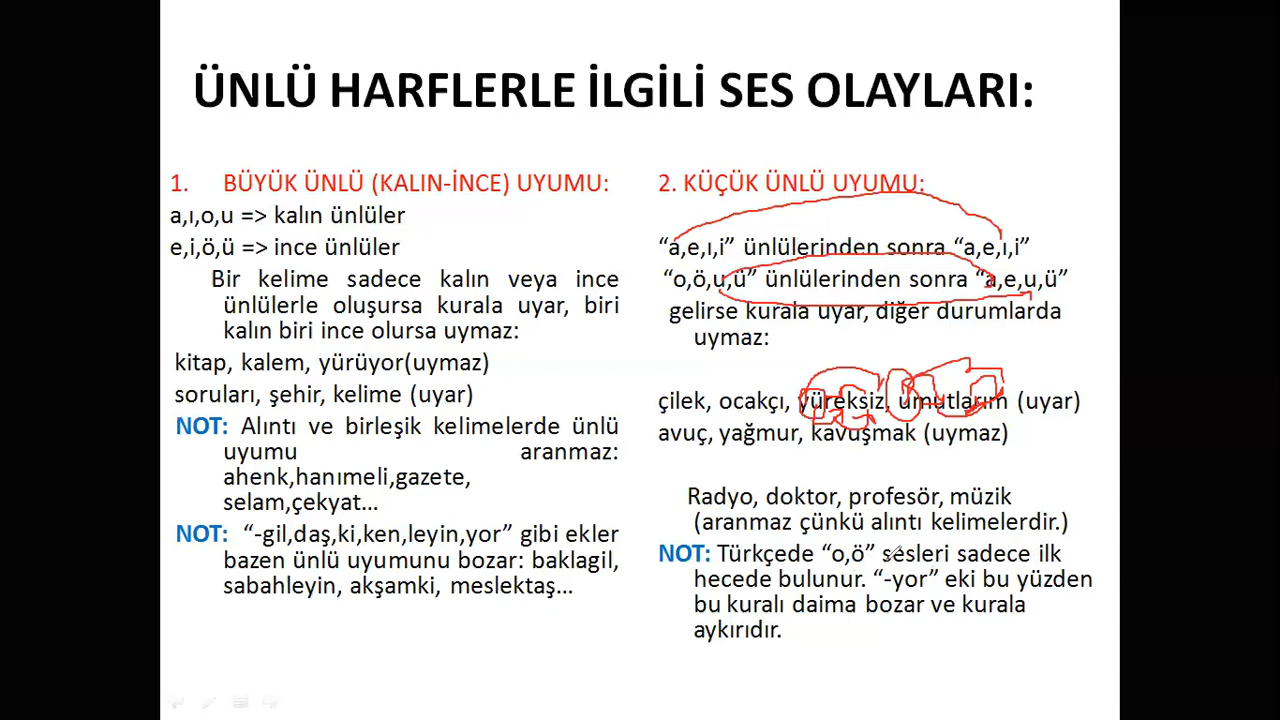 ÜNLÜ HARFLERLE İLGİLİ SES OLAYLARI:
1. BÜYÜK ÜNLÜ (KALIN-İNCE) UYUMU:
a,ı,o,u => kalın ünlüler
e,i,ö,ü => ince ünlüler
Bir kelime sadece kalın veya ince
ünlülerle oluşursa kurala uyar, biri
kalın biri ince olursa uymaz:
kitap, kalem, yürüyor(uymaz)
soruları, şehir, kelime (uyar)
NOT: Alıntı ve birleşik kelimelerde ünlü
uyumu aranmaz:
ahenk,hanımeli,gazete,
selam,çekyat...
NOT: “-gil,daş,ki,ken,leyin,yor” gibi ekler
bazen ünlü uyumunu bozar: baklagil,
sabahleyin, akşamki, meslektaş...
2. KÜÇÜK ÜNLÜ UYUMU:
“a,e,ı,i” ünlülerinden sonra “a,e,ı,i”
“o,ö,u,ü” ünlülerinden sonra “a,e,u,ü”
gelirse kurala uyar, diğer durumlarda
uymaz:
çilek, ocakçı, yüreksiz, umutlarım (uyar)
avuç, yağmur, kavuşmak (uymaz)
Radyo, doktor, profesör, müzik
(aranmaz çünkü alıntı kelimelerdir.)
NOT: Türkçede “o,ö” sesleri sadece ilk
hecede bulunur. “-yor” eki bu yüzden
bu kuralı daima bozar ve kurala
aykırıdır.